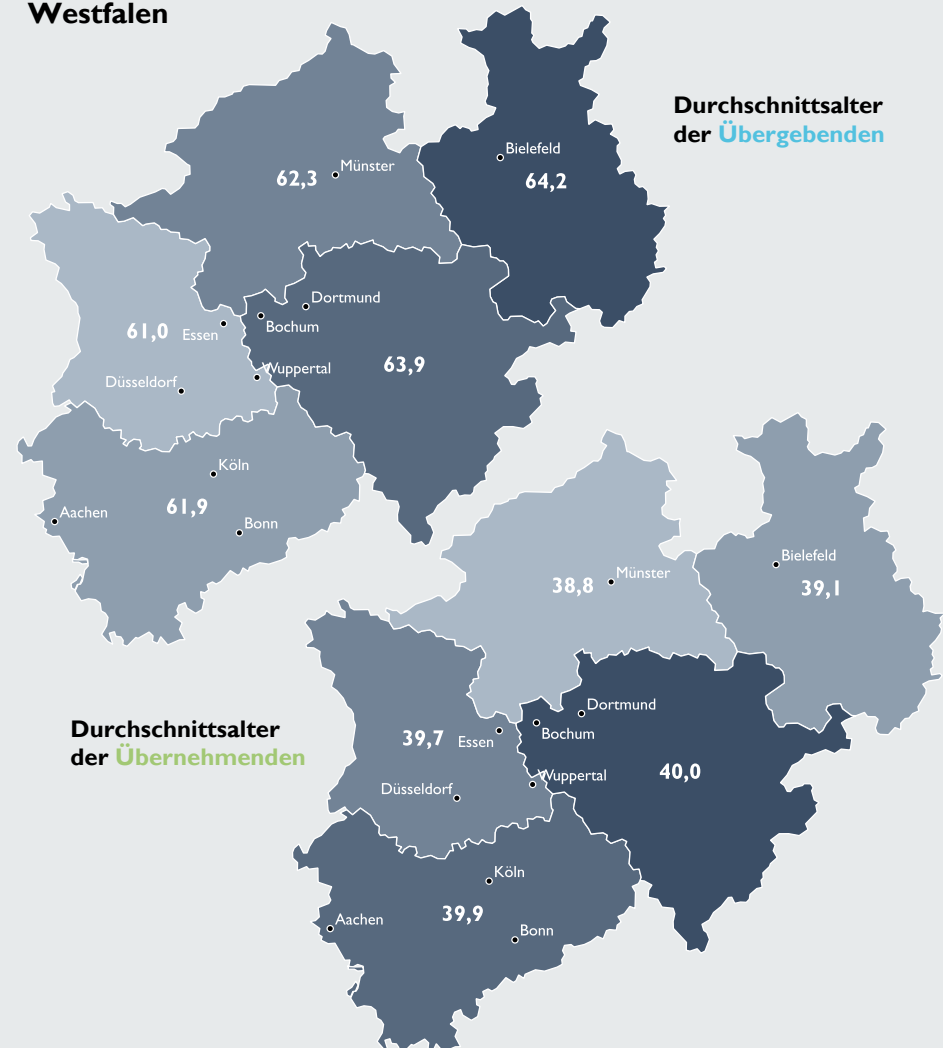 Westfalen
Durchschnittsalter
der Übergebenden
Bielefeld
64,2
Münster
62,3
Dortmund
Bochum
63,9
61,0
Essen
Wuppertal
Düsseldorf
Köln
61,9
Aachen
Bonn
Durchschnittsalter
der Übernehmenden
Bielefeld
39,1
Münster
38,8
Dortmund
Bochum
40,0
39,7
Essen
Wuppertal
Düsseldorf
Köln
39,9
Aachen
Bonn